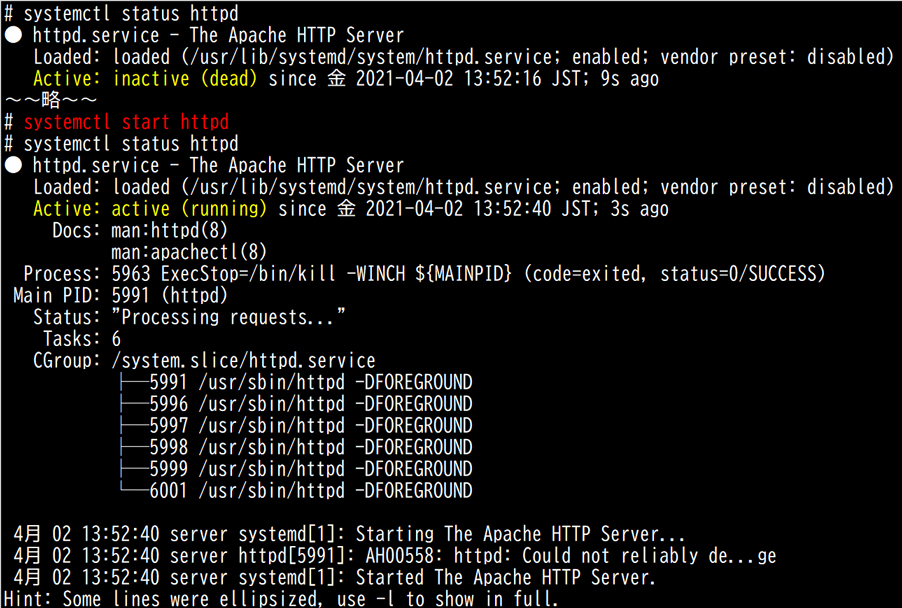 # systemctl status httpd
● httpd.service - The Apache HTTP Server
Loaded: loaded (/usr/lib/systemd/system/httpd.service; enabled; vendor preset: disabled)
Active: inactive (dead) since 金 2021-04-02 13:52:16 JST; 9s ago
~~略~~
# systemctl start httpd
# systemctl status httpd
● httpd.service - The Apache HTTP Server
Loaded: loaded (/usr/lib/systemd/system/httpd.service; enabled; vendor preset: disabled)
Active: active (running) since 金 2021-04-02 13:52:40 JST; 3s ago
Docs: man:httpd(8)
man:apachectl(8)
Process: 5963 ExecStop=/bin/kill -WINCH ${MAINPID} (code=exited, status=0/SUCCESS)
Main PID: 5991 (httpd)
Status: "Processing requests..."
Tasks: 6
CGroup: /system.slice/httpd.service
├──5991 /usr/sbin/httpd -DFOREGROUND
├──5996 /usr/sbin/httpd -DFOREGROUND
├──5997 /usr/sbin/httpd -DFOREGROUND
├──5998 /usr/sbin/httpd -DFOREGROUND
├──5999 /usr/sbin/httpd -DFOREGROUND
└──6001 /usr/sbin/httpd -DFOREGROUND
4月 02 13:52:40 server systemd[1]: Starting The Apache HTTP Server...
4月 02 13:52:40 server httpd[5991]: AH00558: httpd: Could not reliably de...ge
4月 02 13:52:40 server systemd[1]: Started The Apache HTTP Server.
Hint: Some lines were ellipsized, use -l to show in full.